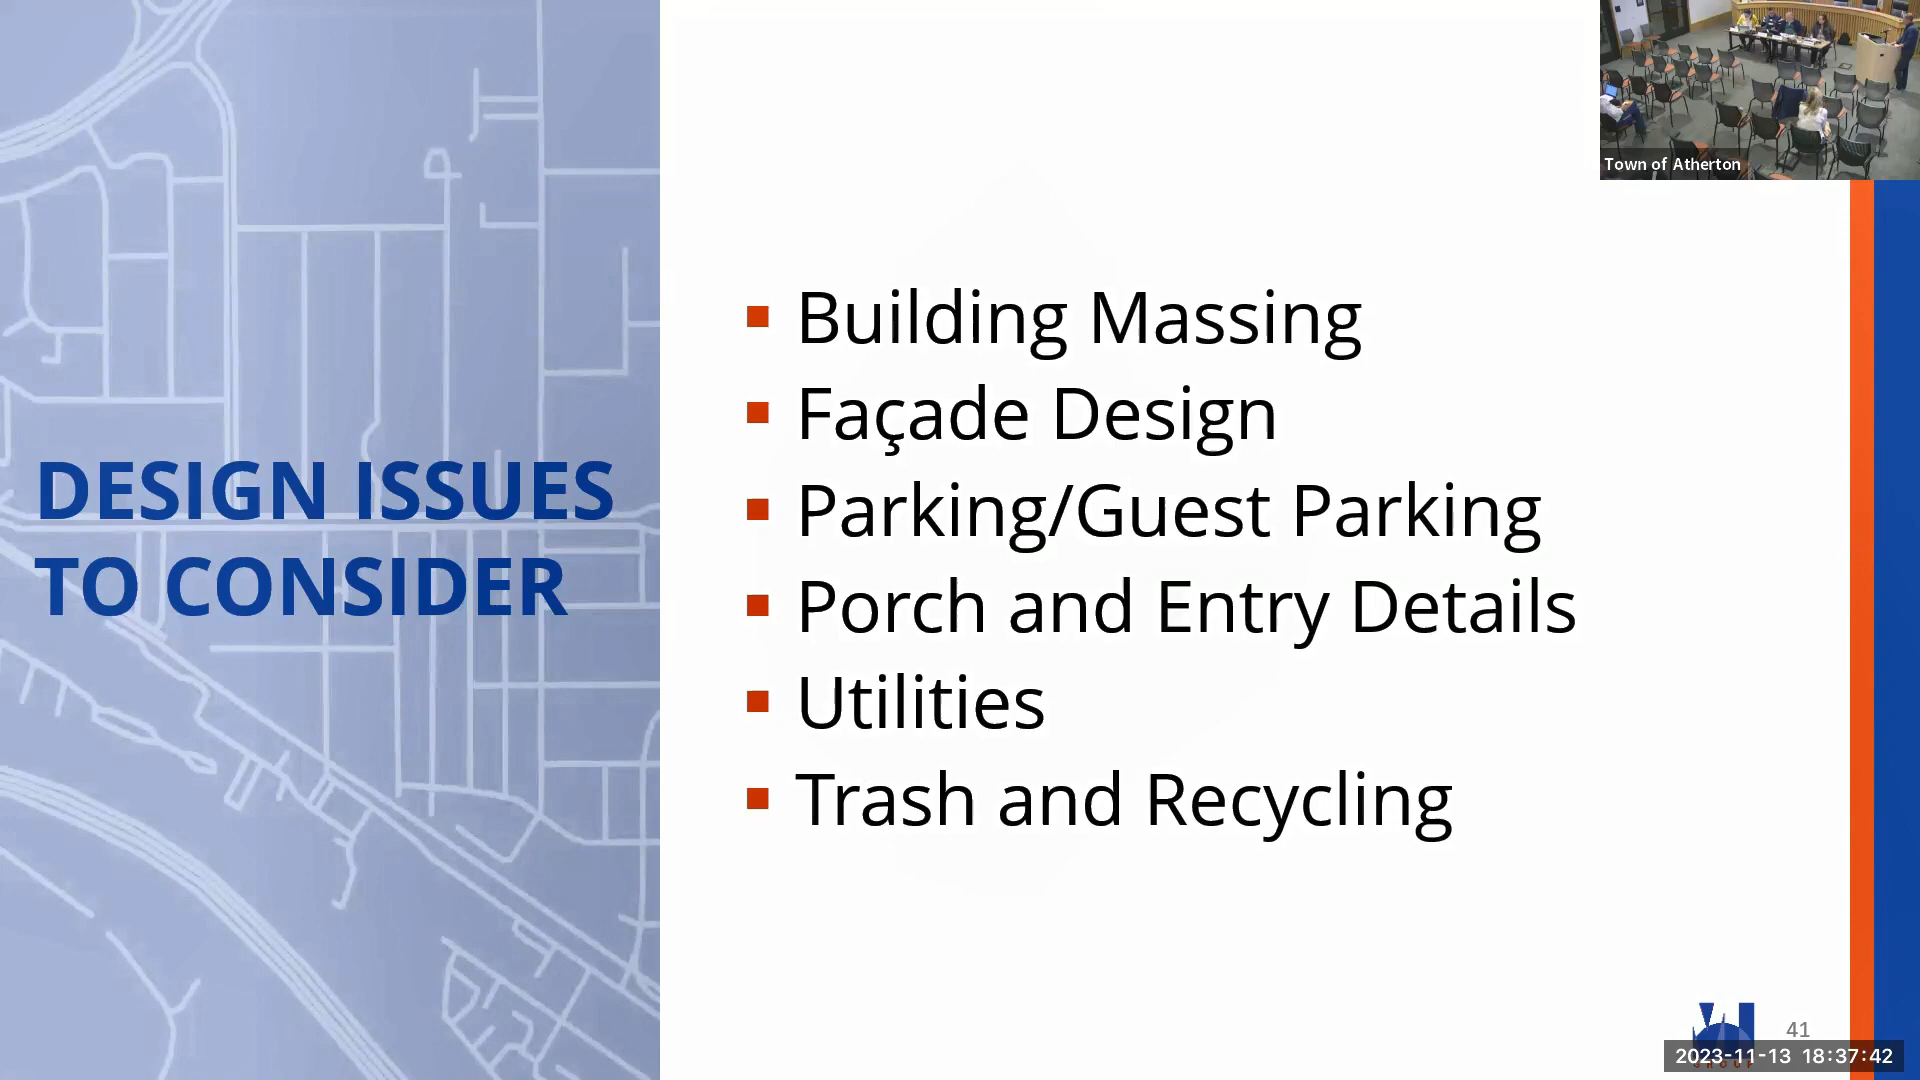 Town of Atherton
DESIGN ISSUES
TO CONSIDER
Building Massing
Façade Design
Parking/Guest Parking
Porch and Entry Details
Utilities
Trash and Recycling
41
2023-11-13 18:37:42